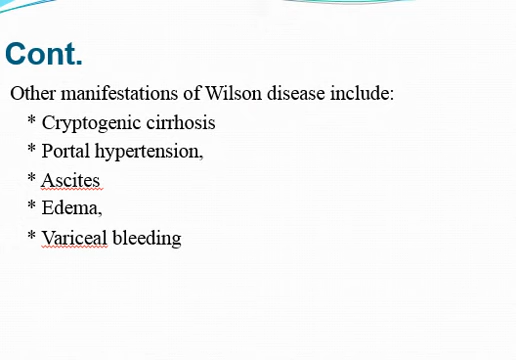 Cont.
Other manifestations of Wilson disease include:
* Cryptogenic cirrhosis
* Portal hypertension,
* Ascites
* Edema,
* Variceal bleeding